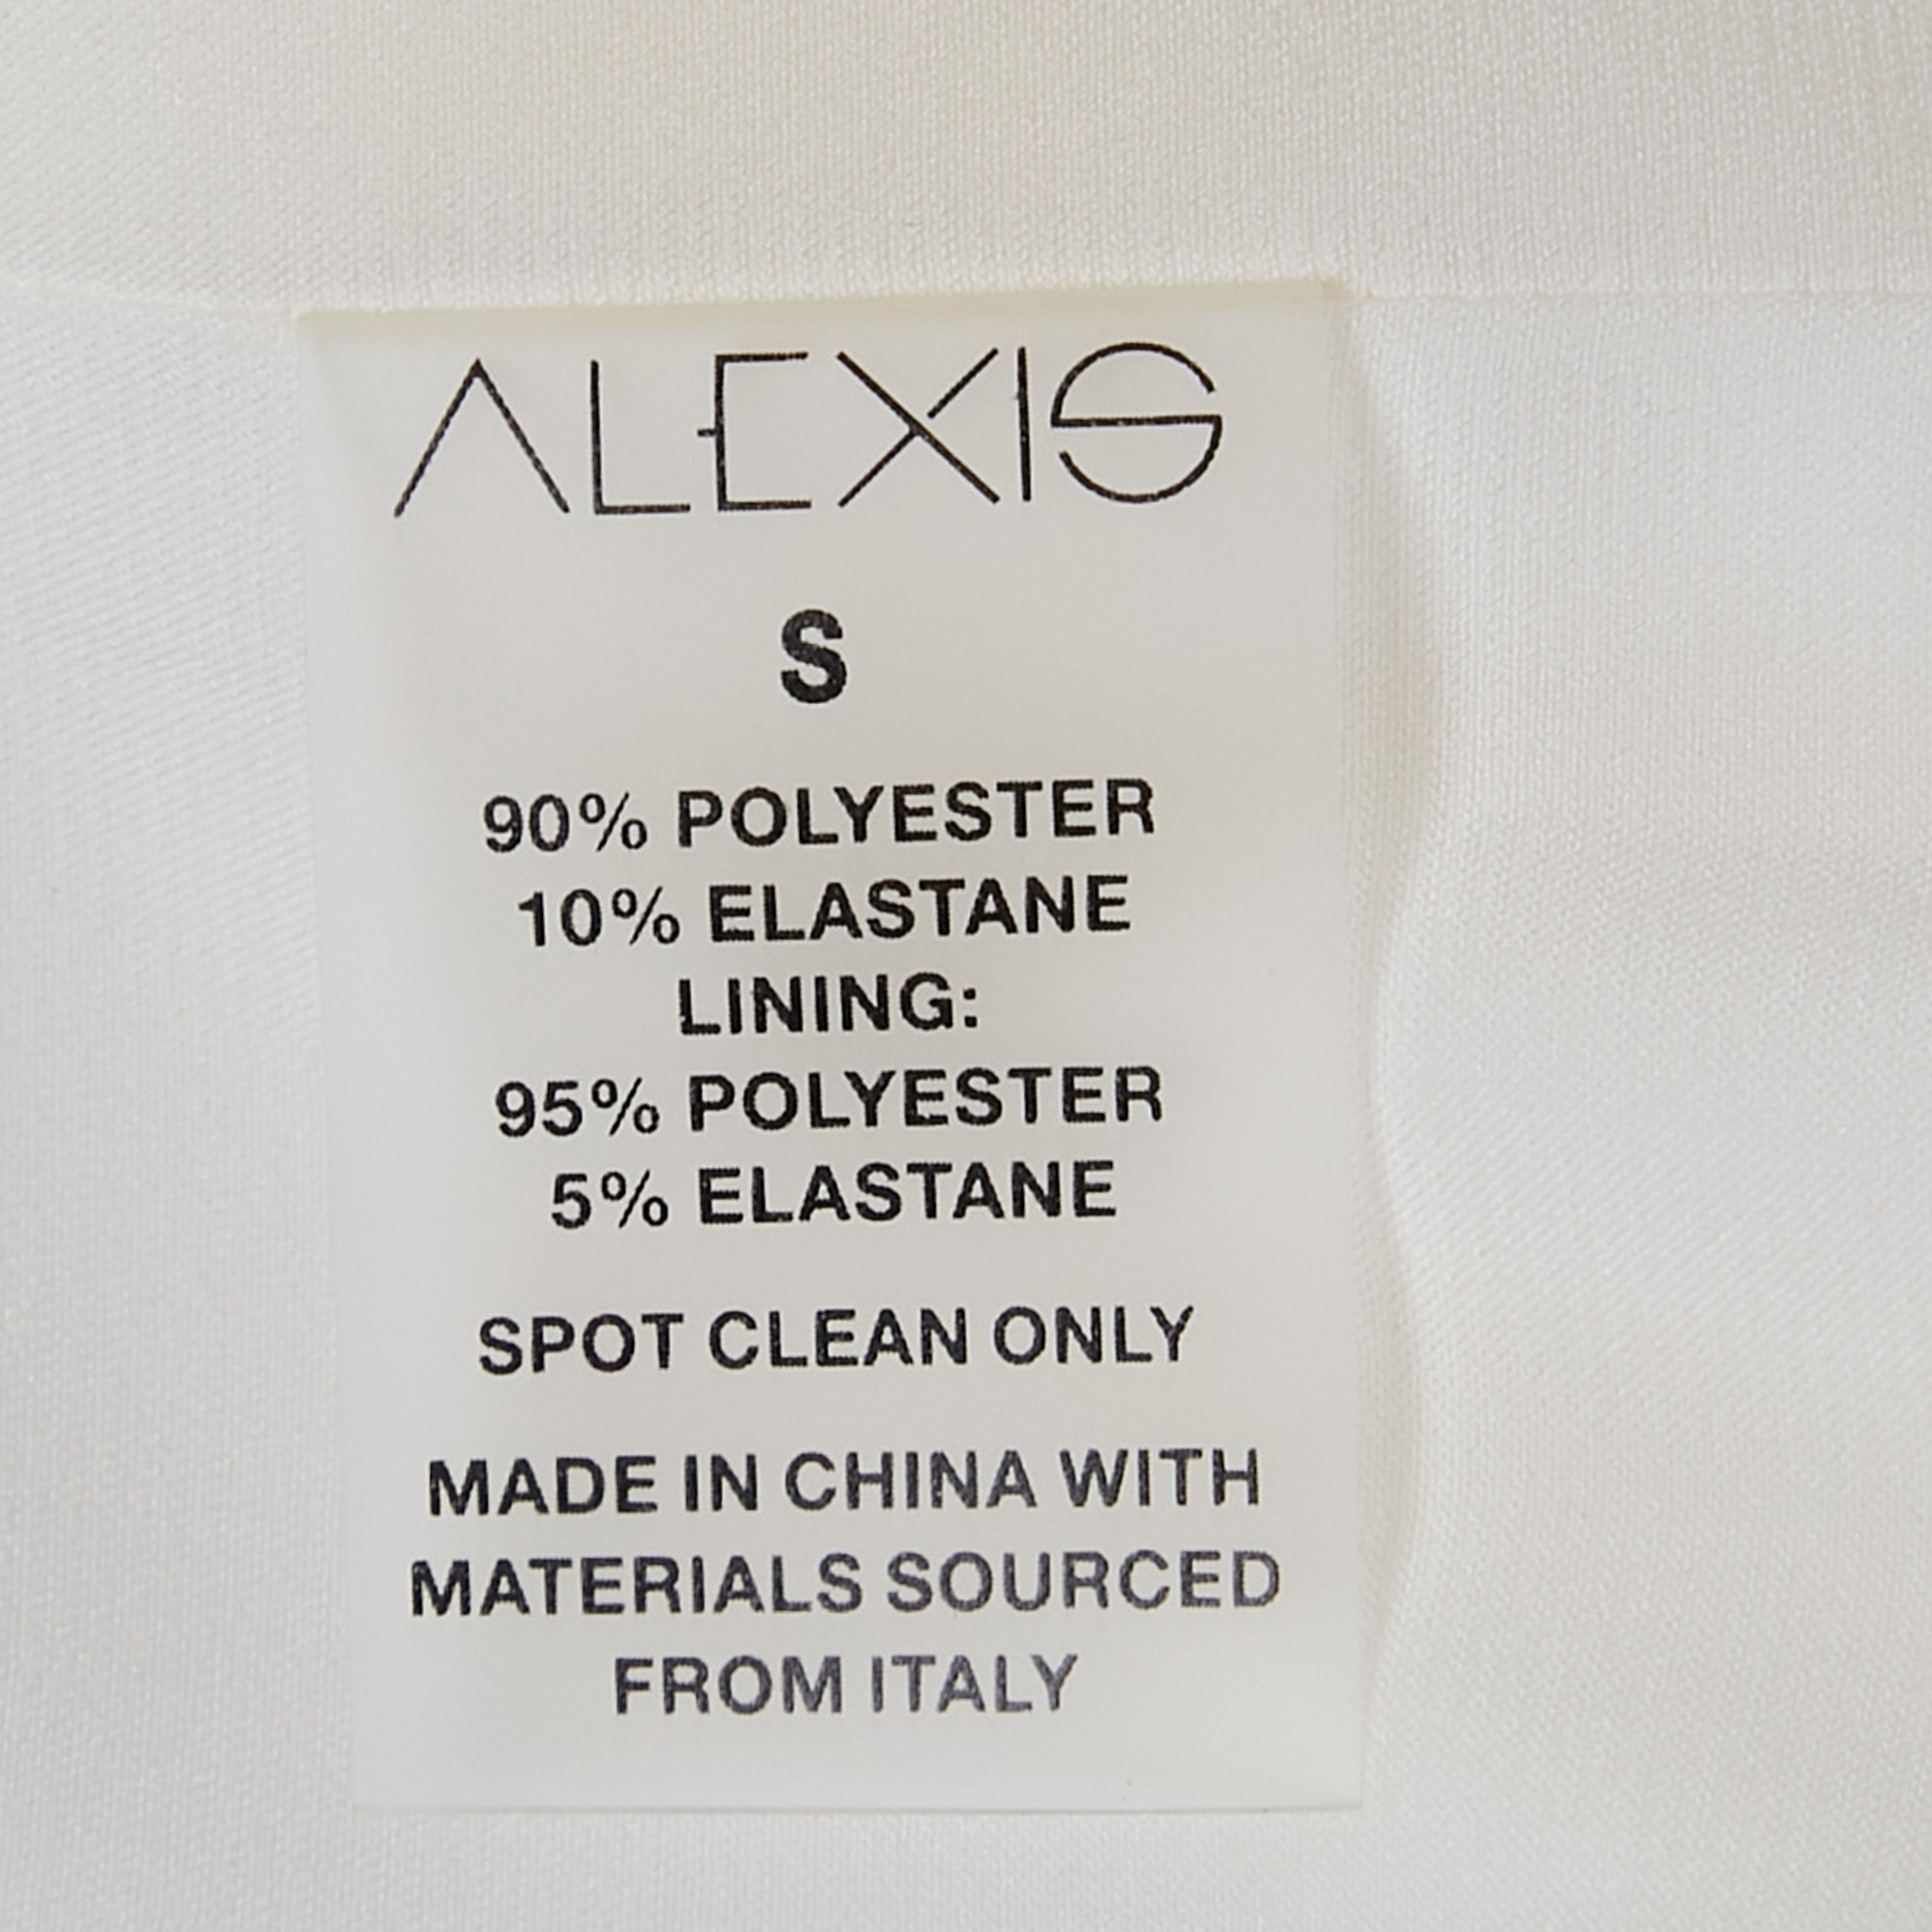 ALEXIS
S
90% POLYESTER
10% ELASTANE
LINING:
95% POLYESTER
5% ELASTANE
SPOT CLEAN ONLY
MADE IN CHINA WITH
MATERIALS SOURCED
FROM ITALY